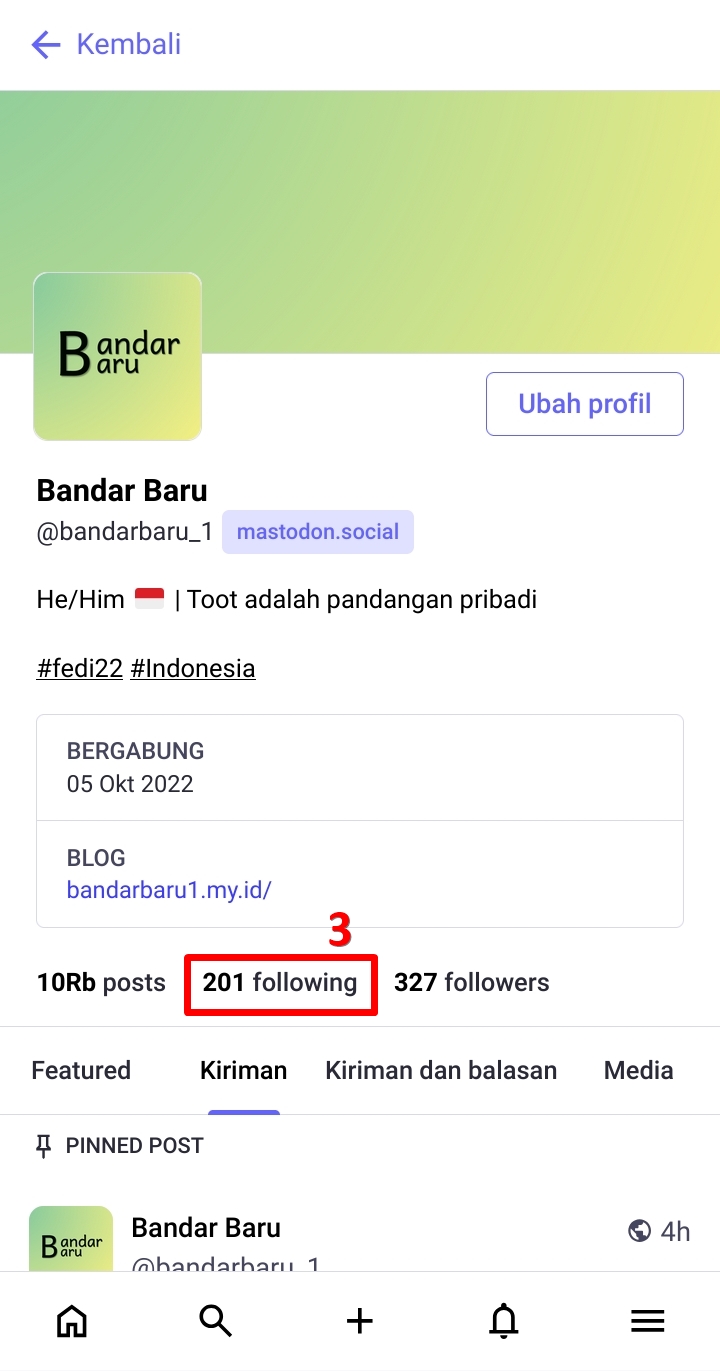 Kembali
Bandar
Baru
Ubah profil
Bandar Baru
@bandarbaru_1 mastodon.social
He/Him 🇮🇩 | Toot adalah pandangan pribadi
#fedi22 #Indonesia
BERGABUNG
05 Okt 2022
BLOG
bandarbaru1.my.id/
3
10Rb posts 201 following 327 followers
Featured Kiriman Kiriman dan balasan Media
PINNED POST
Bandar
Baru
Bandar Baru 4h
@bandarbaru_1